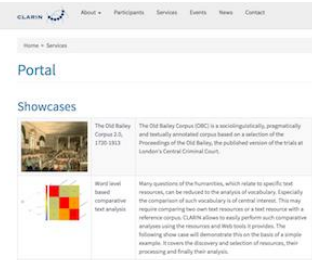 CLARIN
About
Participants
Services
Events
News
Contact
Home
Services
Portal
Showcases
The Old Bailey
Corpus 2.0,
1720-1913
The Old Bailey Corpus (OBC) is a sociolinguistically, pragmatically
and textually annotated corpus based on a selection of the
Proceedings of the Old Bailey, the published version of the trials at
London's Central Criminal Court.
Word level
based
comparative
text analysis
Many questions of the humanities, which relate to specific text
resources, can be reduced to the analysis of vocabulary. Especially
the comparison of such vocabulary is of central interest. This may
require comparing two own text resources or a text resource with a
reference corpus. CLARIN allows to easily perform such comparative
analyses using the resources and Web tools it provides. The
following show case will demonstrate this on the basis of a simple
example. It covers the discovery and selection of resources, their
processing and finally their analysis.